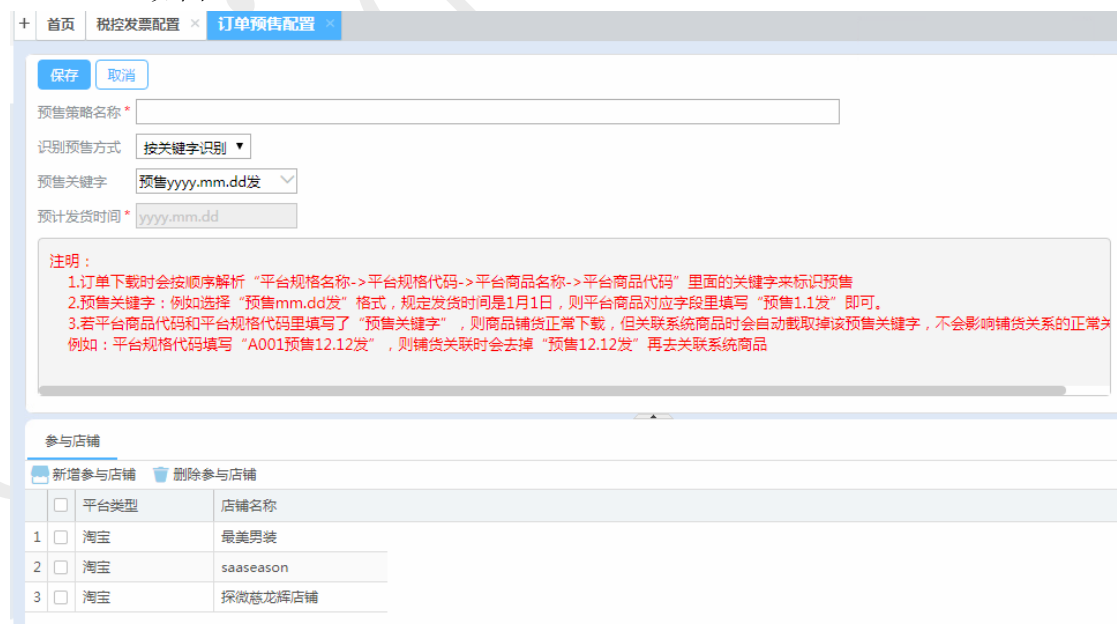 + 首页 税控发票配置 × 订单预售配置 ×
保存 取消
预售策略名称 *
识别预售方式 按关键字识别 ▼
预售关键字 预售yyyy.mm.dd发
预计发货时间 * yyyy.mm.dd
注明：
1.订单下载时会按顺序解析“平台规格名称->平台规格代码->平台商品名称->平台商品代码”里面的关键字来标识预售
2.预售关键字：例如选择“预售mm.dd发”格式，规定发货时间是1月1日，则平台商品对应字段里填写“预售1.1发”即可。
3.若平台商品代码和平台规格代码里填写了“预售关键字”，则商品铺货正常下载，但关联系统商品时会自动截取掉该预售关键字，不会影响铺货关系的正常关
例如：平台规格代码填写“A001预售12.12发”，则铺货关联时会去掉“预售12.12发”再去关联系统商品
参与店铺
新增参与店铺 删除参与店铺
平台类型 店铺名称
1 淘宝 最美男装
2 淘宝 saaseason
3 淘宝 探微慈龙辉店铺